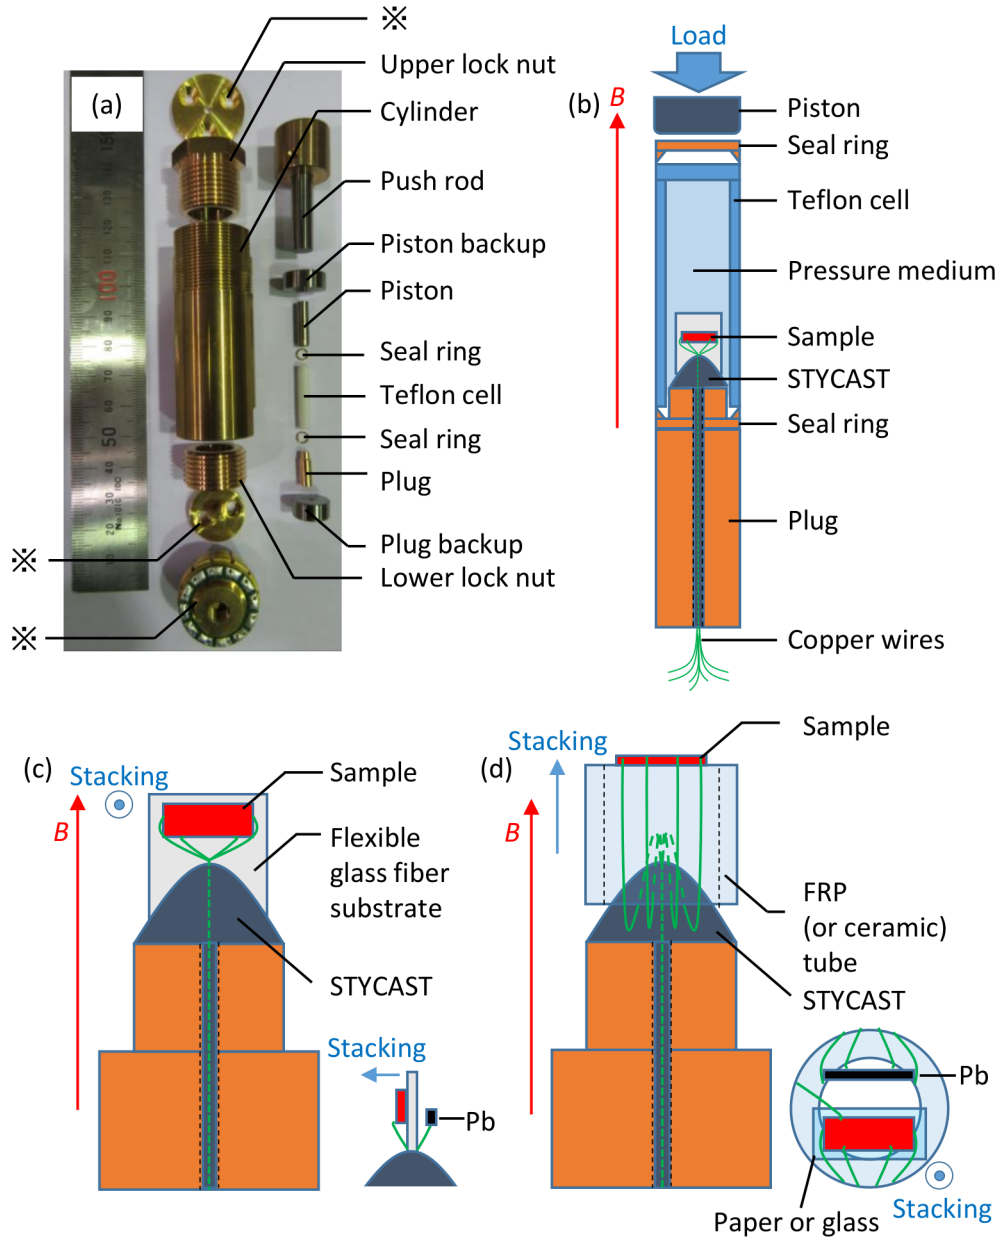 ※
Upper lock nut
(a)
Cylinder
Push rod
Piston backup
Piston
Seal ring
Teflon cell
Seal ring
Plug
Plug backup
Lower lock nut
※
※
100
50
Load
(b)
B
Piston
Seal ring
Teflon cell
Pressure medium
Sample
STYCAST
Seal ring
Plug
Copper wires
(c)
Stacking
B
Sample
Flexible
glass fiber
substrate
STYCAST
Stacking
Pb
(d)
Stacking
B
Sample
FRP
(or ceramic)
tube
STYCAST
Pb
Paper or glass
Stacking